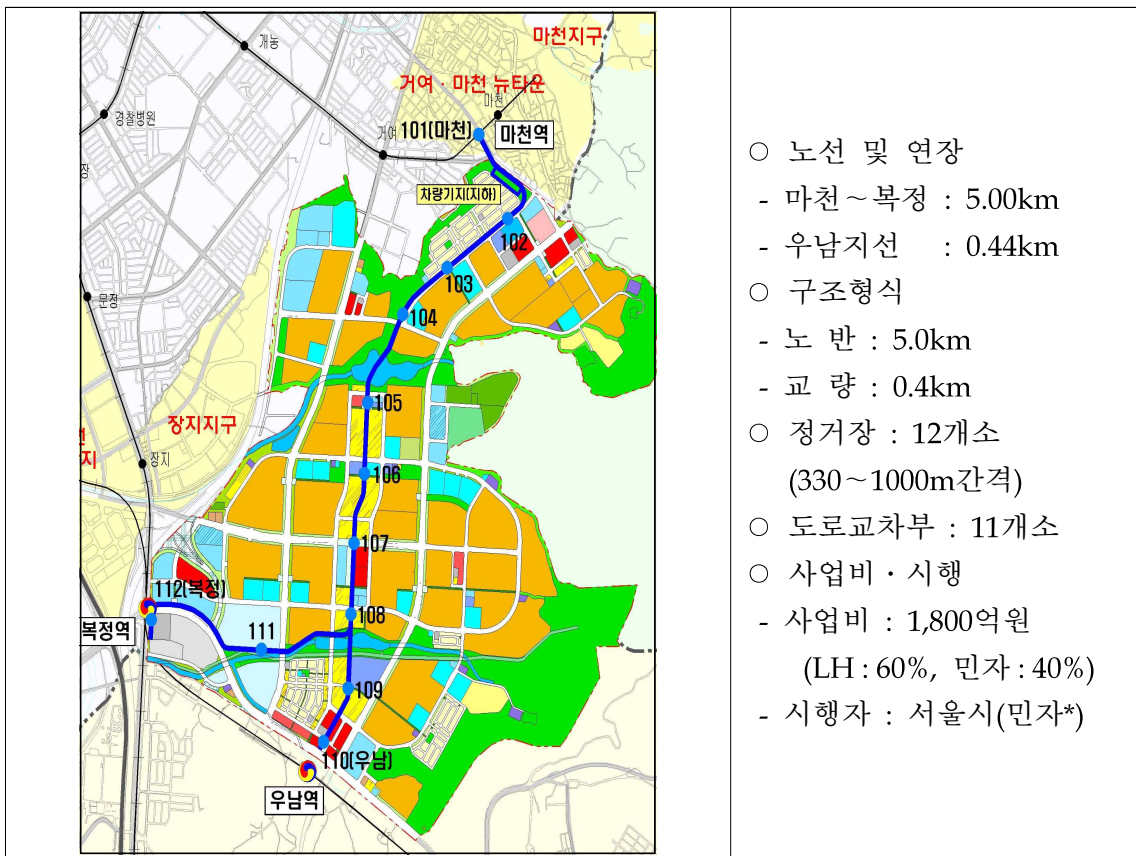 마천지구
개농
거여 · 마천 뉴타운
마천
경찰병원
101(마천)
마천역
거여
차량기지(지하)
102
103
문정
104
105
장지지구
지
장지
106
107
112(복정)
108
복정역
111
109
110(우남)
우남역
○ 노선 및 연장
- 마천~복정 : 5.00km
- 우남지선 : 0.44km
○ 구조형식
- 노 반 : 5.0km
- 교 량 : 0.4km
○ 정거장 : 12개소
(330~1000m간격)
○ 도로교차부 : 11개소
○ 사업비 · 시행
- 사업비 : 1,800억원
(LH : 60%, 민자 : 40%)
- 시행자 : 서울시(민자*)